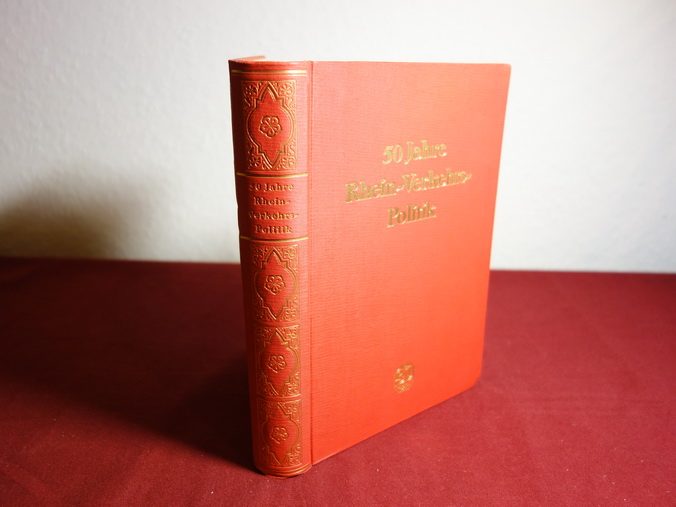 50 Jahre
Rhein-Verkehrs-
Politik
50 Jahre
Rhein-
Verkehrs-
Politik